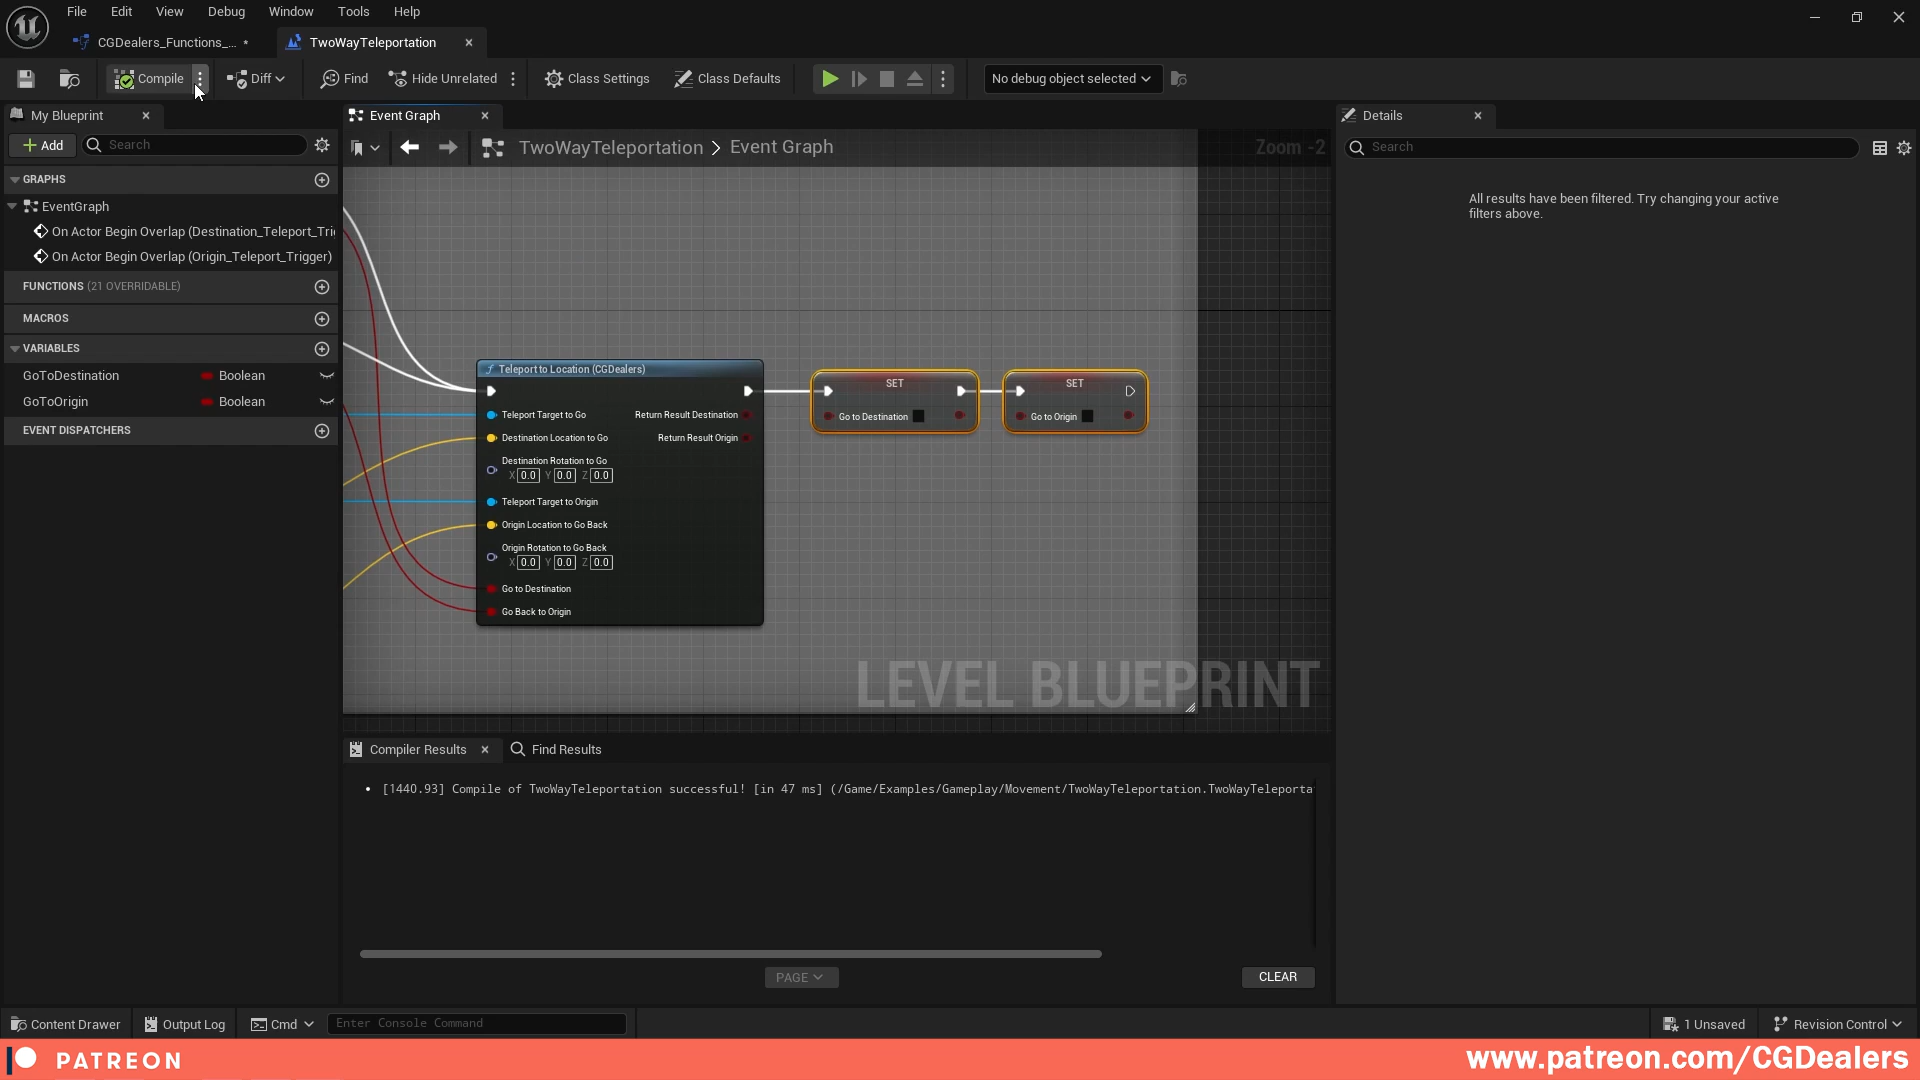 File Edit View Debug Window Tools Help
CGDealers_Functions_... *
TwoWayTeleportation
Compile
Diff
Find
Hide Unrelated
Class Settings
Class Defaults
No debug object selected
My Blueprint
Event Graph
Details
Add
Search
TwoWayTeleportation > Event Graph
Zoom -2
Search
GRAPHS
EventGraph
On Actor Begin Overlap (Destination_Teleport_Tri
On Actor Begin Overlap (Origin_Teleport_Trigger)
FUNCTIONS (21 OVERRIDABLE)
MACROS
VARIABLES
GoToDestination Boolean
GoToOrigin Boolean
EVENT DISPATCHERS
Teleport to Location (CGDealers)
Teleport Target to Go Return Result Destination
Destination Location to Go Return Result Origin
Destination Rotation to Go
X 0.0 Y 0.0 Z 0.0
Teleport Target to Origin
Origin Location to Go Back
Origin Rotation to Go Back
X 0.0 Y 0.0 Z 0.0
Go to Destination
Go Back to Origin
SET
Go to Destination
SET
Go to Origin
LEVEL BLUEPRINT
All results have been filtered. Try changing your active
filters above.
Compiler Results
Find Results
• [1440.93] Compile of TwoWayTeleportation successful! [in 47 ms] (/Game/Examples/Gameplay/Movement/TwoWayTeleportation.TwoWayTeleporta
PAGE
CLEAR
Content Drawer
Output Log
Cmd
Enter Console Command
1 Unsaved
Revision Control
PATREON
www.patreon.com/CGDealers